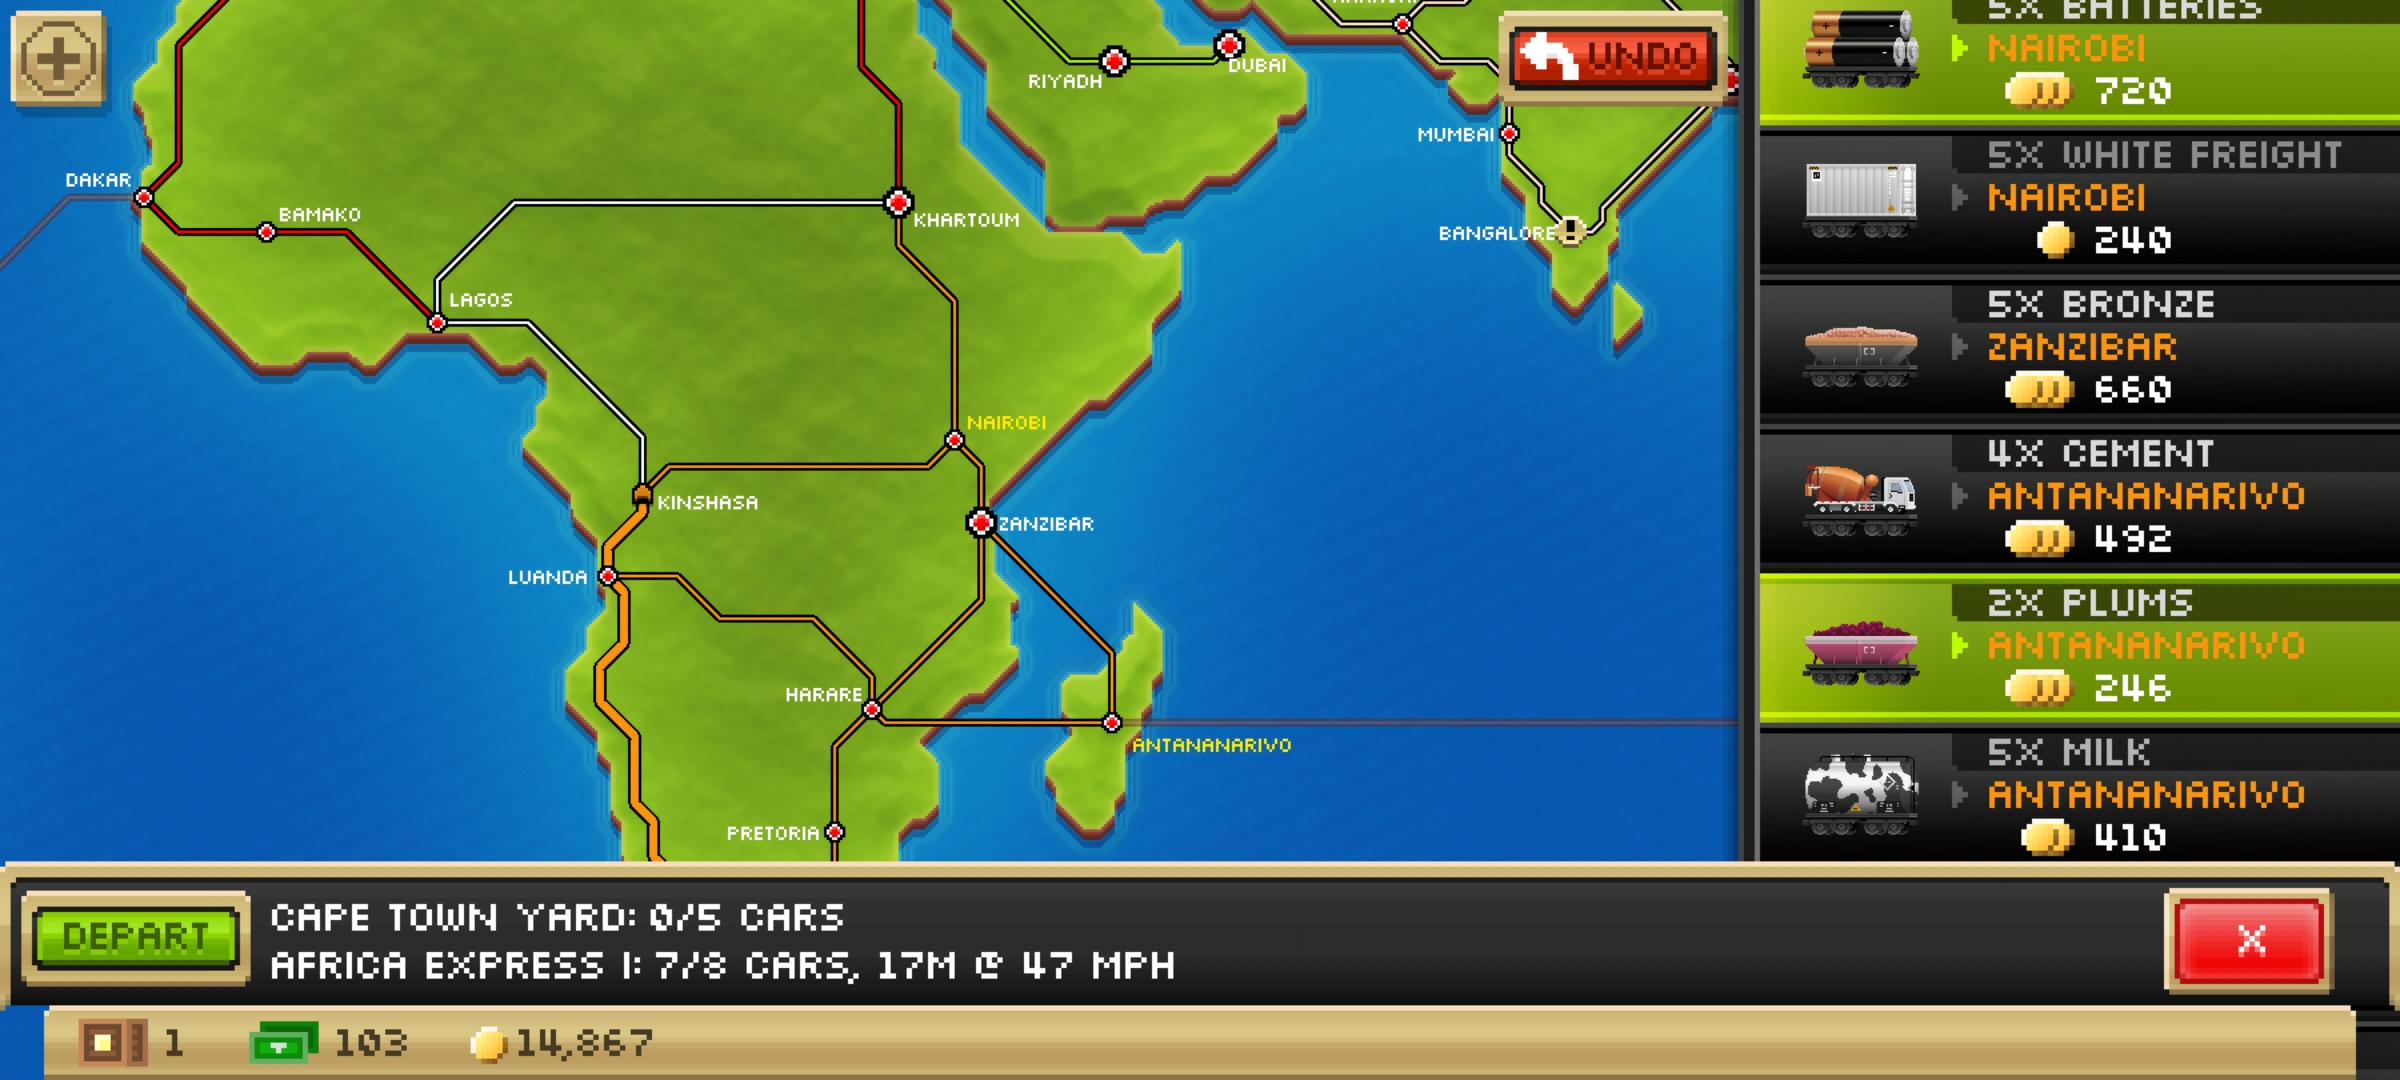 UNDO
DUBAI
RIYADH
MUMBAI
DAKAR
BAMAKO
KHARTOUM
BANGALORE
LAGOS
NAIROBI
KINSHASA
ZANZIBAR
LUANDA
HARARE
ANTANANARIVO
PRETORIA
5X BATTERIES
NAIROBI
720
5X WHITE FREIGHT
NAIROBI
240
5X BRONZE
ZANZIBAR
660
4X CEMENT
ANTANANARIVO
492
2X PLUMS
ANTANANARIVO
246
5X MILK
ANTANANARIVO
410
DEPART
CAPE TOWN YARD: 0/5 CARS
AFRICA EXPRESS I: 7/8 CARS, 17M @ 47 MPH
X
1
103
14,867